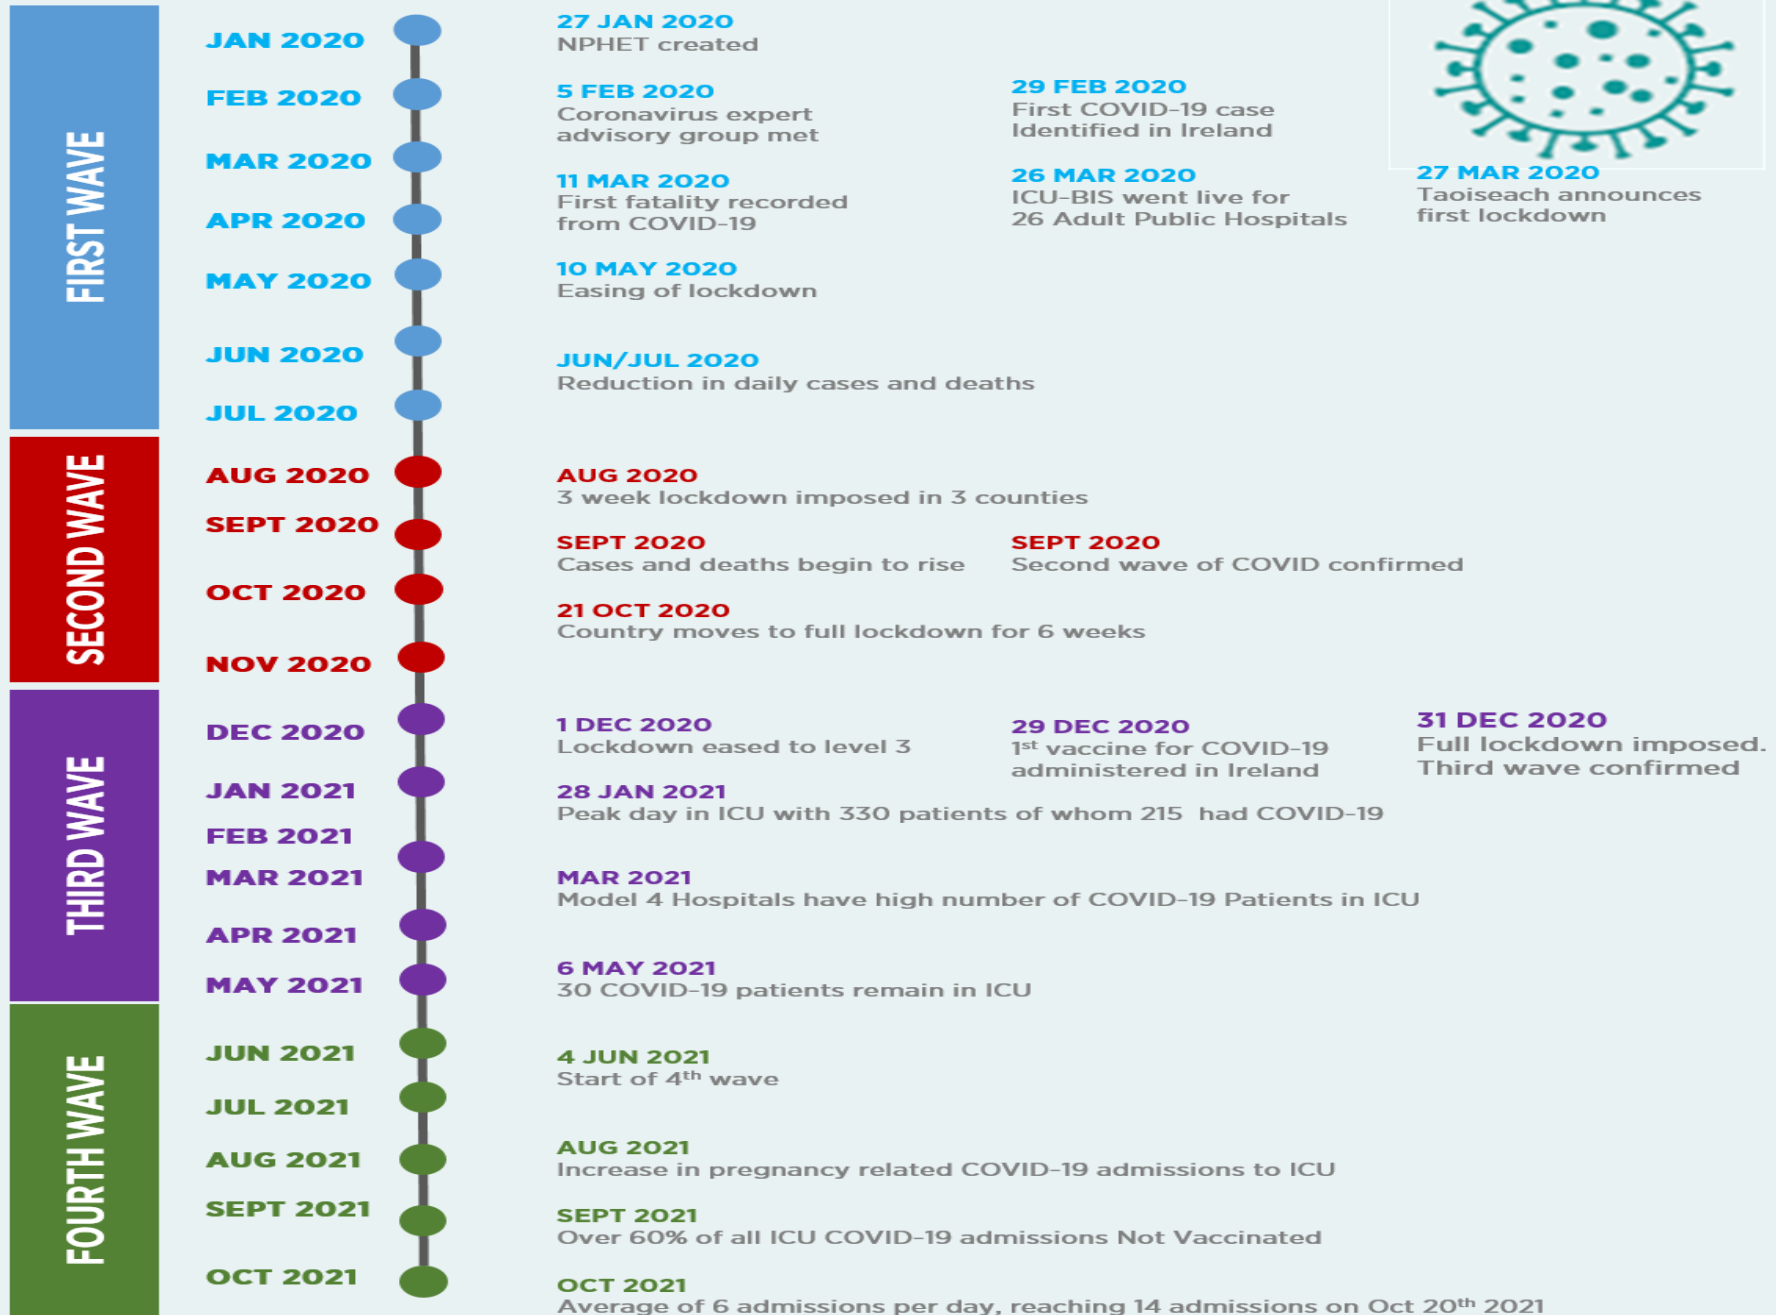 FIRST WAVE
JAN 2020
27 JAN 2020
NPHET created
FEB 2020
5 FEB 2020
Coronavirus expert
advisory group met
29 FEB 2020
First COVID-19 case
Identified in Ireland
MAR 2020
11 MAR 2020
First fatality recorded
from COVID-19
26 MAR 2020
ICU-BIS went live for
26 Adult Public Hospitals
27 MAR 2020
Taoiseach announces
first lockdown
APR 2020
MAY 2020
10 MAY 2020
Easing of lockdown
JUN 2020
JUN/JUL 2020
Reduction in daily cases and deaths
JUL 2020
SECOND WAVE
AUG 2020
AUG 2020
3 week lockdown imposed in 3 counties
SEPT 2020
SEPT 2020
Cases and deaths begin to rise
SEPT 2020
Second wave of COVID confirmed
OCT 2020
21 OCT 2020
Country moves to full lockdown for 6 weeks
NOV 2020
THIRD WAVE
DEC 2020
1 DEC 2020
Lockdown eased to level 3
29 DEC 2020
1st vaccine for COVID-19
administered in Ireland
31 DEC 2020
Full lockdown imposed.
Third wave confirmed
JAN 2021
28 JAN 2021
Peak day in ICU with 330 patients of whom 215 had COVID-19
FEB 2021
MAR 2021
MAR 2021
Model 4 Hospitals have high number of COVID-19 Patients in ICU
APR 2021
MAY 2021
6 MAY 2021
30 COVID-19 patients remain in ICU
FOURTH WAVE
JUN 2021
4 JUN 2021
Start of 4th wave
JUL 2021
AUG 2021
AUG 2021
Increase in pregnancy related COVID-19 admissions to ICU
SEPT 2021
SEPT 2021
Over 60% of all ICU COVID-19 admissions Not Vaccinated
OCT 2021
OCT 2021
Average of 6 admissions per day, reaching 14 admissions on Oct 20th 2021